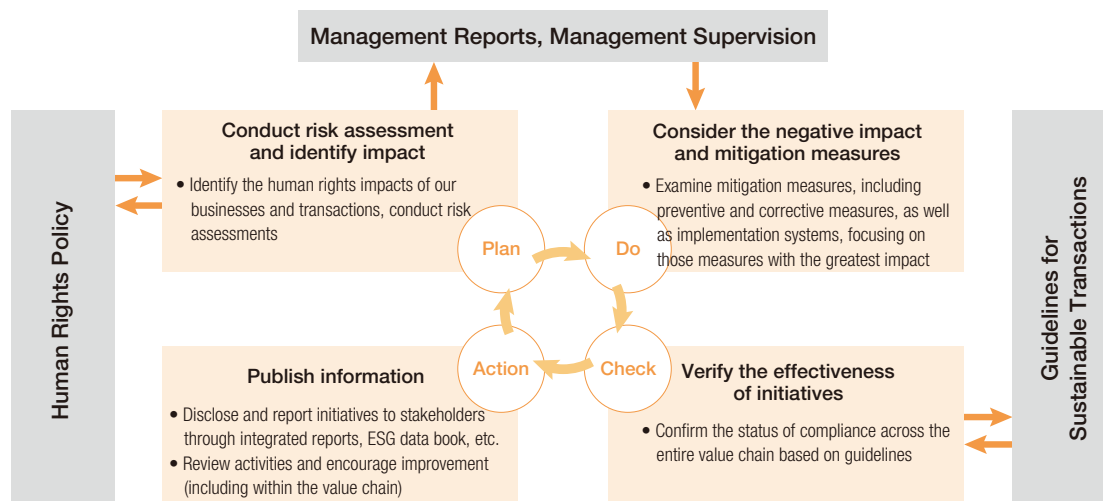 Management Reports, Management Supervision
Human Rights Policy
Conduct risk assessment
and identify impact
• Identify the human rights impacts of our
businesses and transactions, conduct risk
assessments
Consider the negative impact
and mitigation measures
• Examine mitigation measures, including
preventive and corrective measures, as well
as implementation systems, focusing on
those measures with the greatest impact
Plan
Do
Action
Check
Publish information
• Disclose and report initiatives to stakeholders
through integrated reports, ESG data book, etc.
• Review activities and encourage improvement
(including within the value chain)
Verify the effectiveness
of initiatives
• Confirm the status of compliance across the
entire value chain based on guidelines
Guidelines for
Sustainable Transactions